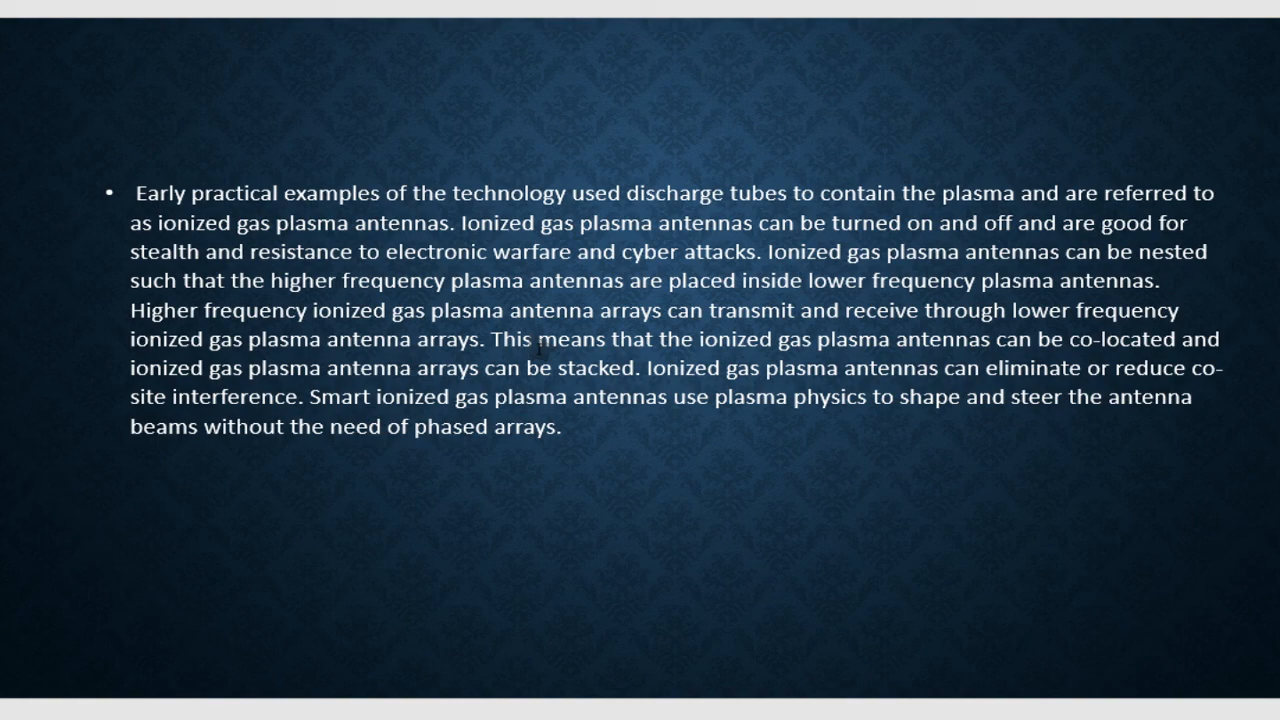 • Early practical examples of the technology used discharge tubes to contain the plasma and are referred to
as ionized gas plasma antennas. Ionized gas plasma antennas can be turned on and off and are good for
stealth and resistance to electronic warfare and cyber attacks. Ionized gas plasma antennas can be nested
such that the higher frequency plasma antennas are placed inside lower frequency plasma antennas.
Higher frequency ionized gas plasma antenna arrays can transmit and receive through lower frequency
ionized gas plasma antenna arrays. This means that the ionized gas plasma antennas can be co-located and
ionized gas plasma antenna arrays can be stacked. Ionized gas plasma antennas can eliminate or reduce co-
site interference. Smart ionized gas plasma antennas use plasma physics to shape and steer the antenna
beams without the need of phased arrays.